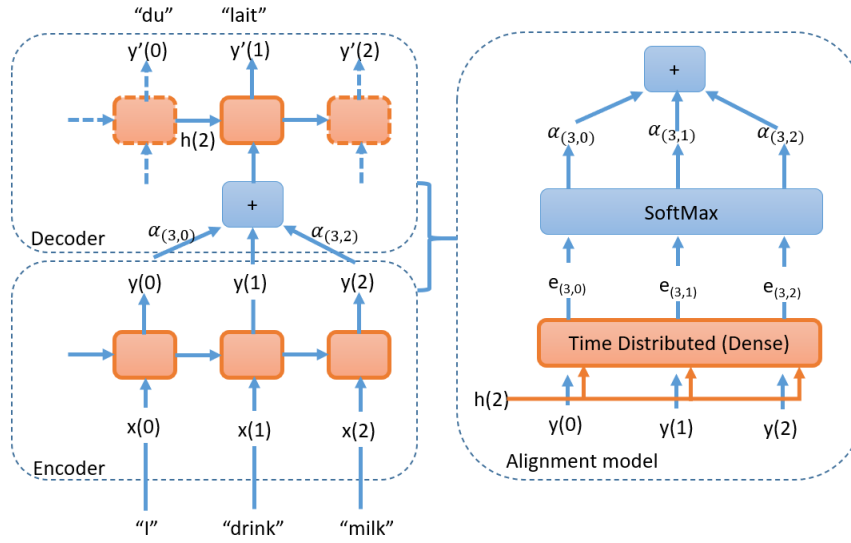 "du" "lait"
y'(0) y'(1) y'(2)
h(2)
+
Decoder
α(3,0) α(3,2)
y(0) y(1) y(2)
x(0) x(1) x(2)
Encoder
"I" "drink" "milk"
+
α(3,0) α(3,1) α(3,2)
SoftMax
e(3,0) e(3,1) e(3,2)
Time Distributed (Dense)
h(2)
y(0) y(1) y(2)
Alignment model